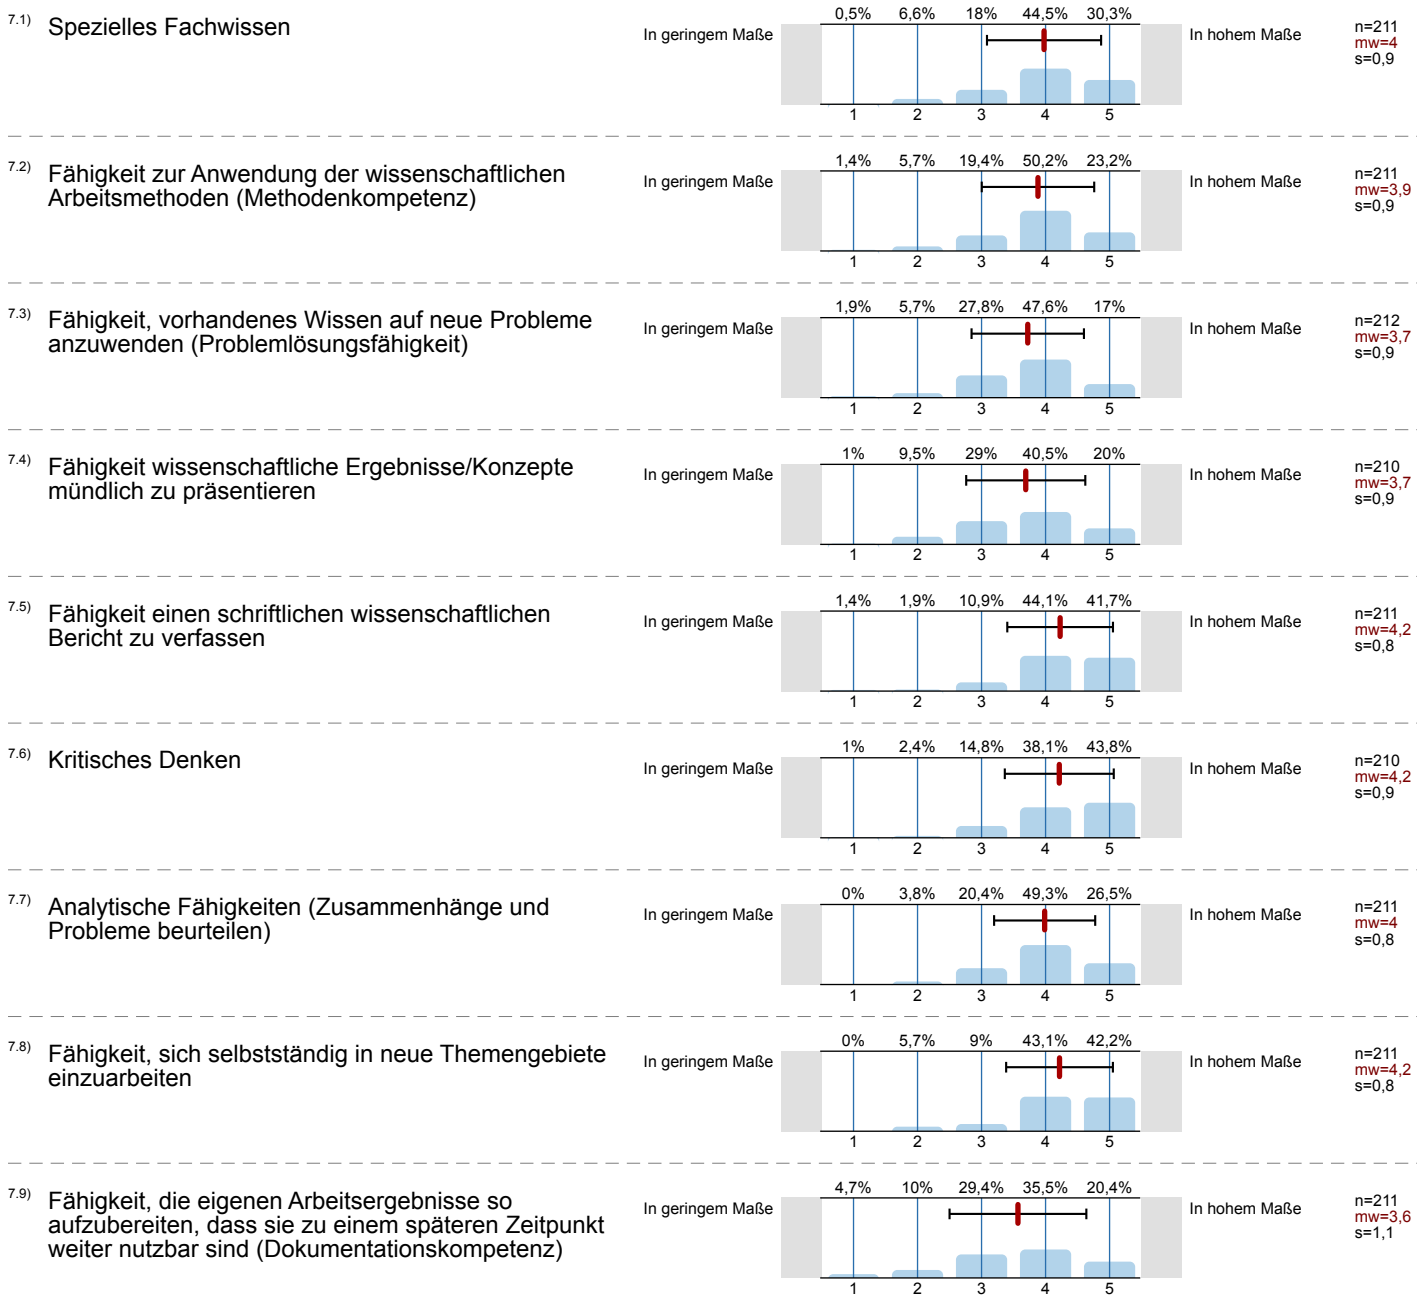 7.1) Spezielles Fachwissen
In geringem Maße
0,5% 6,6% 18% 44,5% 30,3%
1 2 3 4 5
In hohem Maße
n=211
mw=4
s=0,9
7.2) Fähigkeit zur Anwendung der wissenschaftlichen
Arbeitsmethoden (Methodenkompetenz)
In geringem Maße
1,4% 5,7% 19,4% 50,2% 23,2%
1 2 3 4 5
In hohem Maße
n=211
mw=3,9
s=0,9
7.3) Fähigkeit, vorhandenes Wissen auf neue Probleme
anzuwenden (Problemlösungsfähigkeit)
In geringem Maße
1,9% 5,7% 27,8% 47,6% 17%
1 2 3 4 5
In hohem Maße
n=212
mw=3,7
s=0,9
7.4) Fähigkeit wissenschaftliche Ergebnisse/Konzepte
mündlich zu präsentieren
In geringem Maße
1% 9,5% 29% 40,5% 20%
1 2 3 4 5
In hohem Maße
n=210
mw=3,7
s=0,9
7.5) Fähigkeit einen schriftlichen wissenschaftlichen
Bericht zu verfassen
In geringem Maße
1,4% 1,9% 10,9% 44,1% 41,7%
1 2 3 4 5
In hohem Maße
n=211
mw=4,2
s=0,8
7.6) Kritisches Denken
In geringem Maße
1% 2,4% 14,8% 38,1% 43,8%
1 2 3 4 5
In hohem Maße
n=210
mw=4,2
s=0,9
7.7) Analytische Fähigkeiten (Zusammenhänge und
Probleme beurteilen)
In geringem Maße
0% 3,8% 20,4% 49,3% 26,5%
1 2 3 4 5
In hohem Maße
n=211
mw=4
s=0,8
7.8) Fähigkeit, sich selbstständig in neue Themengebiete
einzuarbeiten
In geringem Maße
0% 5,7% 9% 43,1% 42,2%
1 2 3 4 5
In hohem Maße
n=211
mw=4,2
s=0,8
7.9) Fähigkeit, die eigenen Arbeitsergebnisse so
aufzubereiten, dass sie zu einem späteren Zeitpunkt
weiter nutzbar sind (Dokumentationskompetenz)
In geringem Maße
4,7% 10% 29,4% 35,5% 20,4%
1 2 3 4 5
In hohem Maße
n=211
mw=3,6
s=1,1